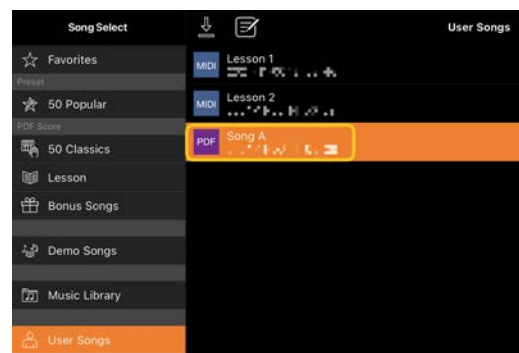 Song Select
User Songs
Favorites
Preset
50 Popular
PDF Score
50 Classics
Lesson
Bonus Songs
Demo Songs
Music Library
User Songs
MIDI Lesson 1
MIDI Lesson 2
PDF Song A